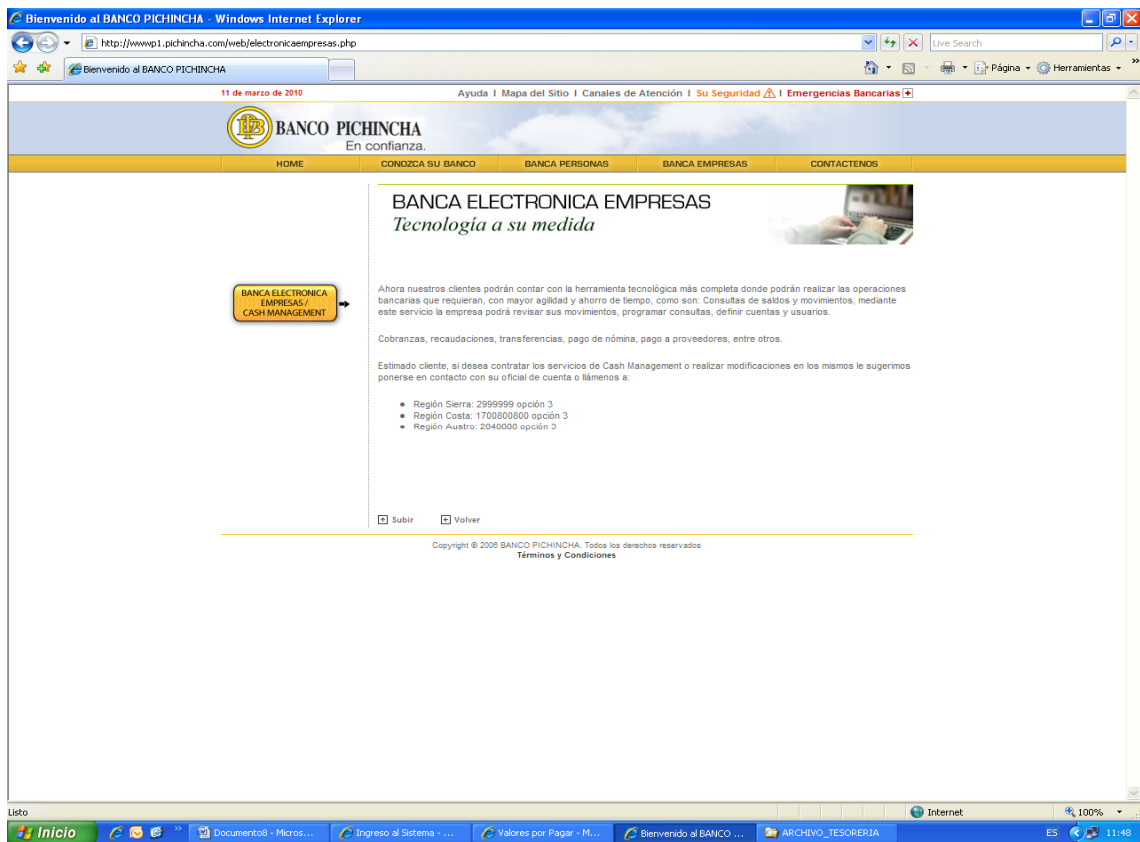 Bienvenido al BANCO PICHINCHA - Windows Internet Explorer
http://wwwp1.pichincha.com/web/electronicaempresas.php
Live Search
Bienvenido al BANCO PICHINCHA
Página
Herramientas
11 de marzo de 2010
Ayuda I Mapa del Sitio I Canales de Atención I Su Seguridad I Emergencias Bancarias
BANCO PICHINCHA
En confianza.
HOME CONOZCA SU BANCO BANCA PERSONAS BANCA EMPRESAS CONTACTENOS
BANCA ELECTRONICA EMPRESAS
Tecnología a su medida
BANCA ELECTRONICA
EMPRESAS /
CASH MANAGEMENT
Ahora nuestros clientes podrán contar con la herramienta tecnológica más completa donde podrán realizar las operaciones
bancarias que requieran, con mayor agilidad y ahorro de tiempo, como son: Consultas de saldos y movimientos, mediante
este servicio la empresa podrá revisar sus movimientos, programar consultas, definir cuentas y usuarios.
Cobranzas, recaudaciones, transferencias, pago de nómina, pago a proveedores, entre otros.
Estimado cliente, si desea contratar los servicios de Cash Management o realizar modificaciones en los mismos le sugerimos
ponerse en contacto con su oficial de cuenta o llámenos a:
Región Sierra: 2999999 opción 3
Región Costa: 1700800800 opción 3
Región Austro: 2840000 opción 3
Subir Volver
Copyright © 2006 BANCO PICHINCHA. Todos los derechos reservados
Términos y Condiciones
Listo
Internet
100%
Inicio
Documento8 - Micros...
Ingreso al Sistema - ...
Valores por Pagar - M...
Bienvenido al BANCO ...
ARCHIVO_TESORERIA
ES
11:48